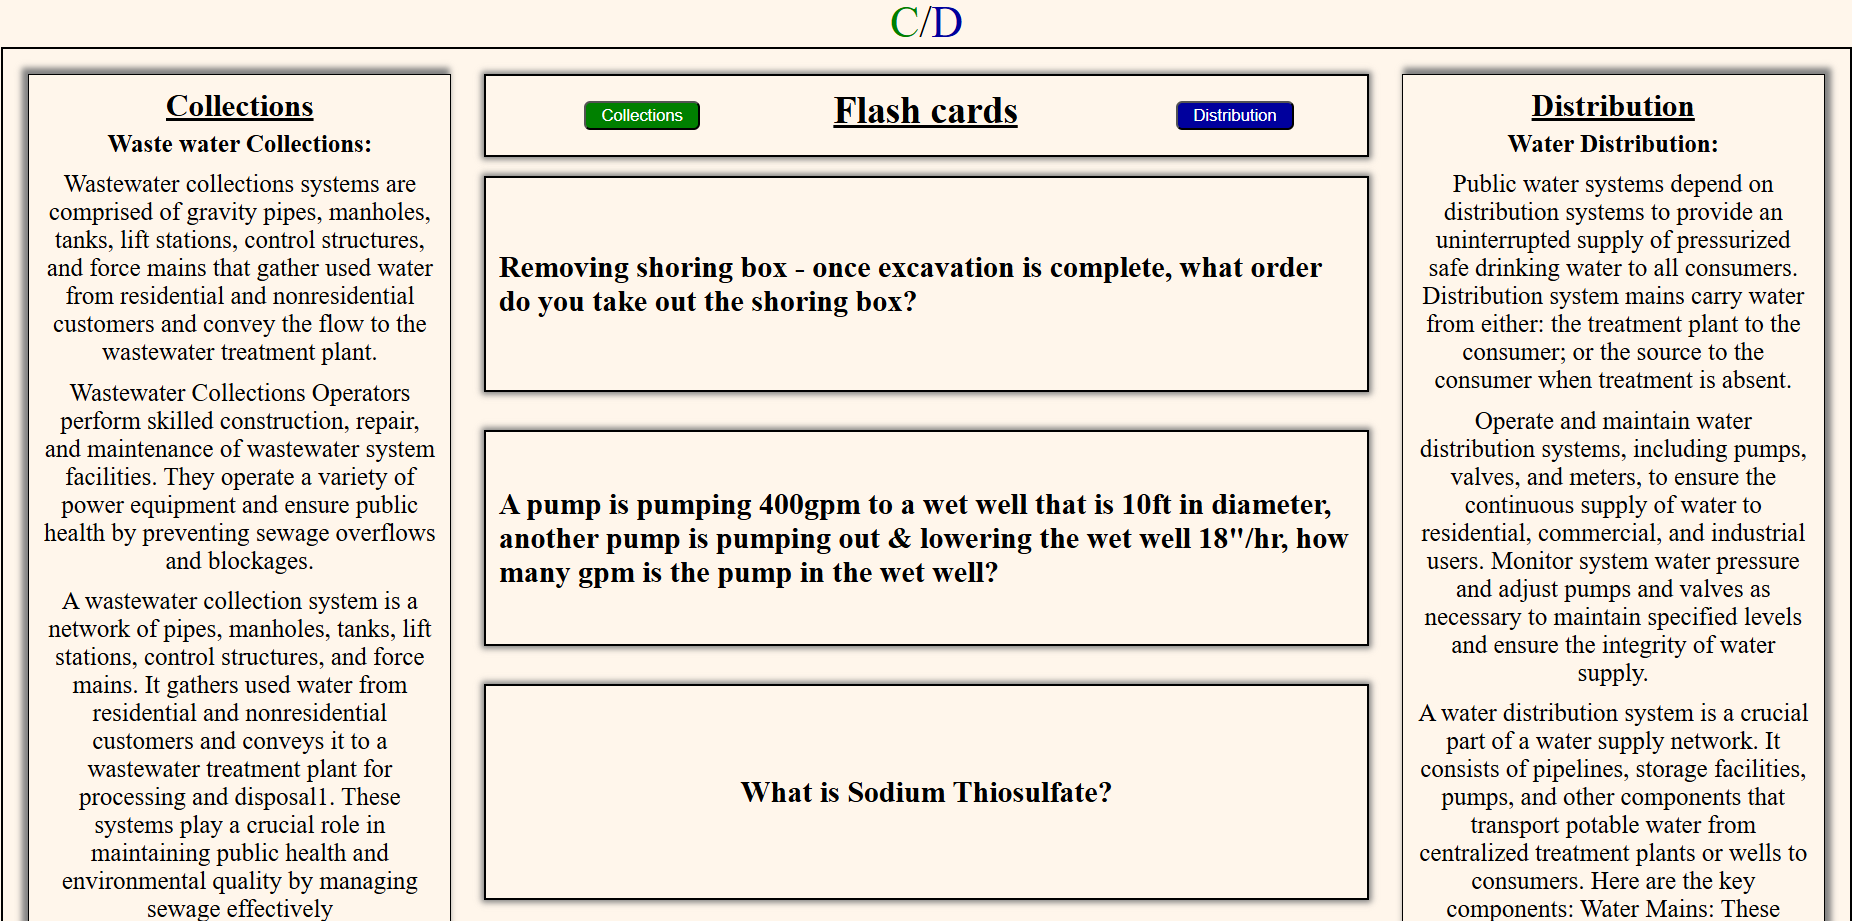 C/D
Collections
Waste water Collections:
Wastewater collections systems are
comprised of gravity pipes, manholes,
tanks, lift stations, control structures,
and force mains that gather used water
from residential and nonresidential
customers and convey the flow to the
wastewater treatment plant.
Wastewater Collections Operators
perform skilled construction, repair,
and maintenance of wastewater system
facilities. They operate a variety of
power equipment and ensure public
health by preventing sewage overflows
and blockages.
A wastewater collection system is a
network of pipes, manholes, tanks, lift
stations, control structures, and force
mains. It gathers used water from
residential and nonresidential
customers and conveys it to a
wastewater treatment plant for
processing and disposal1. These
systems play a crucial role in
maintaining public health and
environmental quality by managing
sewage effectively
Collections
Flash cards
Distribution
Removing shoring box - once excavation is complete, what order
do you take out the shoring box?
A pump is pumping 400gpm to a wet well that is 10ft in diameter,
another pump is pumping out & lowering the wet well 18"/hr, how
many gpm is the pump in the wet well?
What is Sodium Thiosulfate?
Distribution
Water Distribution:
Public water systems depend on
distribution systems to provide an
uninterrupted supply of pressurized
safe drinking water to all consumers.
Distribution system mains carry water
from either: the treatment plant to the
consumer; or the source to the
consumer when treatment is absent.
Operate and maintain water
distribution systems, including pumps,
valves, and meters, to ensure the
continuous supply of water to
residential, commercial, and industrial
users. Monitor system water pressure
and adjust pumps and valves as
necessary to maintain specified levels
and ensure the integrity of water
supply.
A water distribution system is a crucial
part of a water supply network. It
consists of pipelines, storage facilities,
pumps, and other components that
transport potable water from
centralized treatment plants or wells to
consumers. Here are the key
components: Water Mains: These